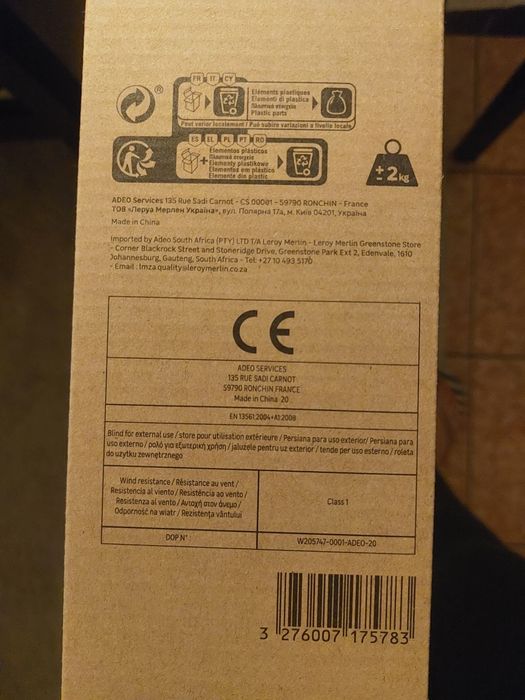 FR IT CY
Éléments plastiques
Elementi di plastica
Πλαστικά στοιχεία
Plastic parts
Peut varier localement / Può subire variazioni a livello locale
®
ES EL PL PT RO
Elementos plásticos
Πλαστικά στοιχεία
Elementy plastikowe
Elementos em plástico
Elemente din plastic
± 2 kg
ADEO Services 135 Rue Sadi Carnot - CS 00001 - 59790 RONCHIN - France
ТОВ «Леруа Мерлен Україна», вул. Полярна 17а, м. Київ 04201, Україна
Made in China
Imported by Adeo South Africa (PTY) LTD T/A Leroy Merlin - Leroy Merlin Greenstone Store
- Corner Blackrock Street and Stoneridge Drive, Greenstone Park Ext 2, Edenvale, 1610
Johannesburg, Gauteng, South Africa - Tel: +27 10 493 5170
- Email : lmza.quality@leroymerlin.co.za
CE
ADEO SERVICES
135 RUE SADI CARNOT
59790 RONCHIN FRANCE
Made in China 20
EN 13561:2004+A1:2008
Blind for external use / store pour utilisation extérieure / Persiana para uso exterior/ Persiana para
uso externo / ρολό για εξωτερική χρήση / jaluzele pentru uz exterior / tende per uso esterno / roleta
do użytku zewnętrznego
Wind resistance / Résistance au vent /
Resistencia al viento / Resistência ao vento /
Resistenza al vento / Αντοχή στον άνεμο/
Odporność na wiatr / Rezistența vântului
Class 1
DOP N°
W205747-0001-ADEO-20
3 276007 175783